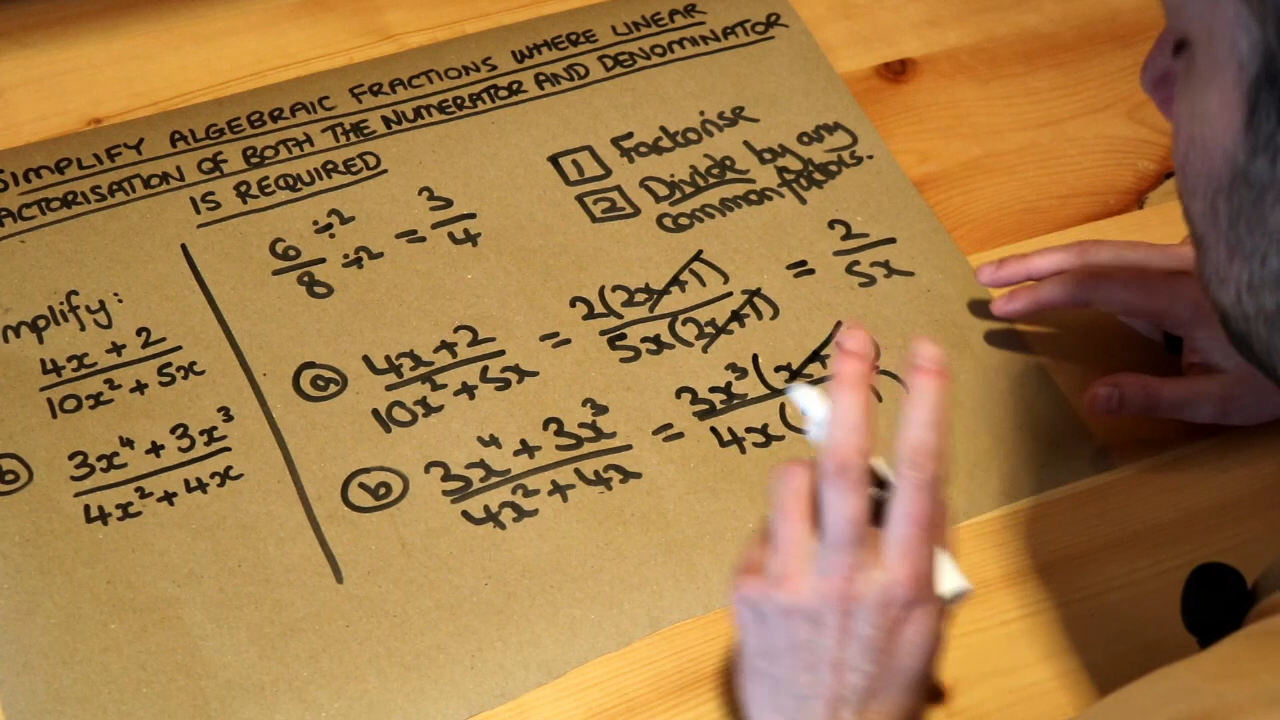 SIMPLIFY ALGEBRAIC FRACTIONS WHERE LINEAR
ACTORISATION OF BOTH THE NUMERATOR AND DENOMINATOR
IS REQUIRED
mplify:
4x + 2 / 10x² + 5x
b) 3x⁴ + 3x³ / 4x² + 4x
6 ÷2 / 8 ÷2 = 3 / 4
1 Factorise
2 Divide by any
common factors.
a 4x+2 / 10x² + 5x = 2(2x+1) / 5x(2x+1) = 2 / 5x
b 3x⁴ + 3x³ / 4x² + 4x = 3x³(x+ / 4x(